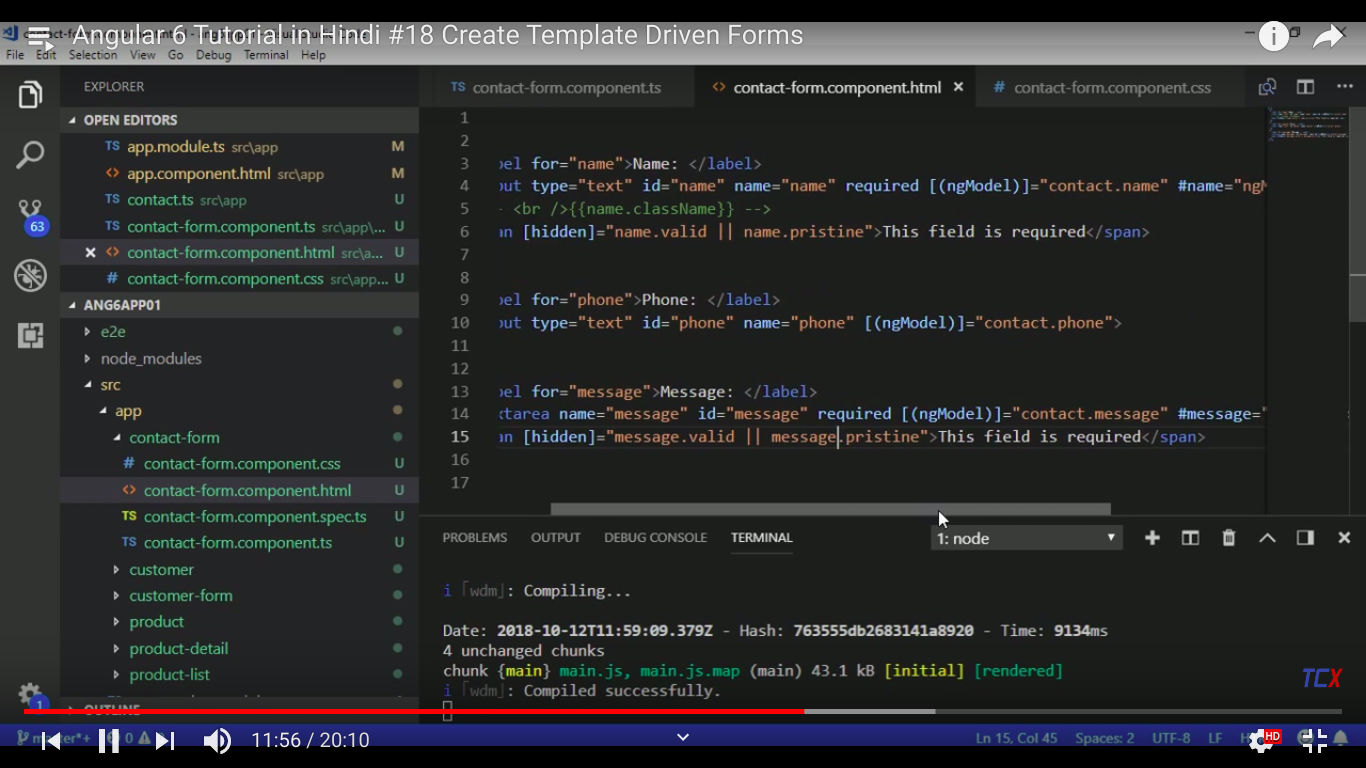 Angular 6 Tutorial in Hindi #18 Create Template Driven Forms
File Edit Selection View Go Debug Terminal Help
EXPLORER
OPEN EDITORS
TS app.module.ts src\app M
<> app.component.html src\app M
TS contact.ts src\app U
TS contact-form.component.ts src\app\... U
<> contact-form.component.html src\a... U
# contact-form.component.css src\app... U
63
ANG6APP01
e2e
node_modules
src
app
contact-form
# contact-form.component.css U
<> contact-form.component.html U
TS contact-form.component.spec.ts U
TS contact-form.component.ts U
customer
customer-form
product
product-detail
product-list
OUTLINE
1
TS contact-form.component.ts
<> contact-form.component.html
# contact-form.component.css
1
2
3 el for="name">Name: </label>
4 ut type="text" id="name" name="name" required [(ngModel)]="contact.name" #name="ng
5 - <br />{{name.className}} -->
6 n [hidden]="name.valid || name.pristine">This field is required</span>
7
8
9 el for="phone">Phone: </label>
10 ut type="text" id="phone" name="phone" [(ngModel)]="contact.phone">
11
12
13 el for="message">Message: </label>
14 tarea name="message" id="message" required [(ngModel)]="contact.message" #message="
15 n [hidden]="message.valid || message.pristine">This field is required</span>
16
17
PROBLEMS OUTPUT DEBUG CONSOLE TERMINAL 1: node
i ｢wdm｣: Compiling...
Date: 2018-10-12T11:59:09.379Z - Hash: 763555db2683141a8920 - Time: 9134ms
4 unchanged chunks
chunk {main} main.js, main.js.map (main) 43.1 kB [initial] [rendered]
i ｢wdm｣: Compiled successfully.
TCX
11:56 / 20:10
Ln 15, Col 45 Spaces: 2 UTF-8 LF
HD